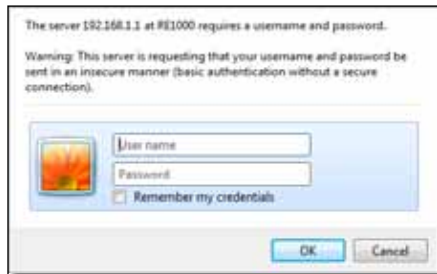 The server 192.168.1.1 at RE1000 requires a username and password.
Warning: This server is requesting that your username and password be
sent in an insecure manner (basic authentication without a secure
connection).
User name
Password
Remember my credentials
OK
Cancel